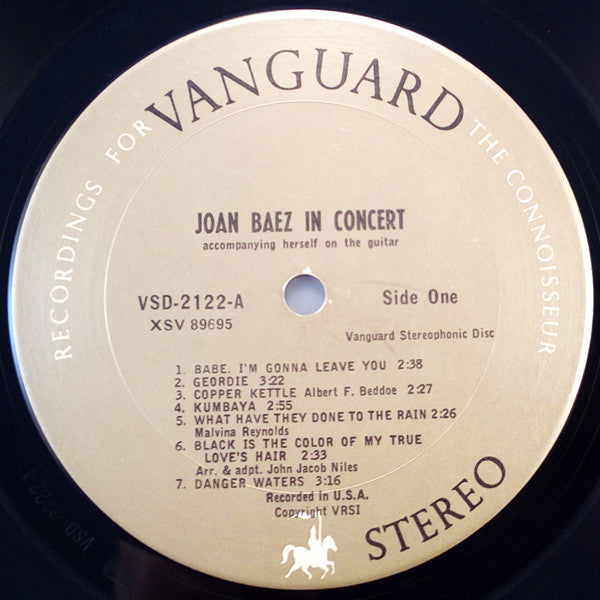 RECORDINGS FOR VANGUARD THE CONNOISSEUR
JOAN BAEZ IN CONCERT
accompanying herself on the guitar
VSD-2122-A
Side One
XSV 89695
Vanguard Stereophonic Disc
1. BABE, I'M GONNA LEAVE YOU 2:38
2. GEORDIE 3:22
3. COPPER KETTLE Albert F. Beddoe 2:27
4. KUMBAYA 2:55
5. WHAT HAVE THEY DONE TO THE RAIN 2:26
Malvina Reynolds
6. BLACK IS THE COLOR OF MY TRUE
LOVE'S HAIR 2:33
Arr. & adpt. John Jacob Niles
7. DANGER WATERS 3:16
Recorded in U.S.A.
Copyright VRSI
STEREO